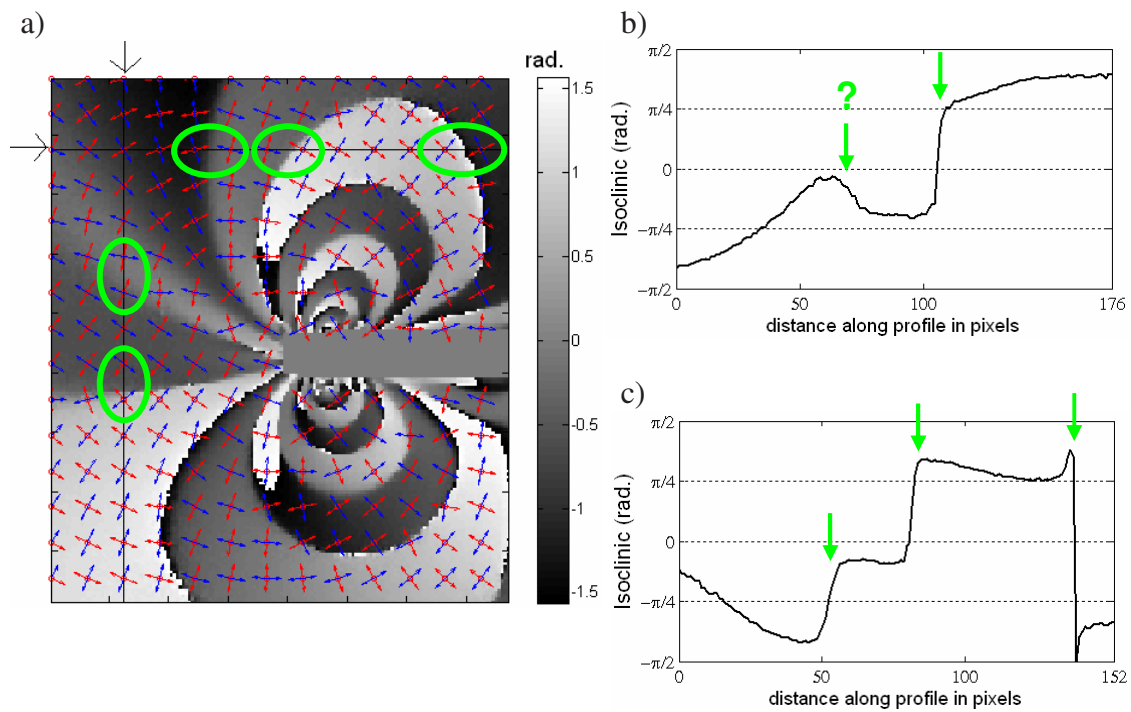 a)
rad.
1.5
1
0.5
0
-0.5
-1
-1.5
b)
π/2
π/4
0
−π/4
−π/2
Isoclinic (rad.)
?
0
50
100
176
distance along profile in pixels
c)
π/2
π/4
0
−π/4
−π/2
Isoclinic (rad.)
0
50
100
152
distance along profile in pixels